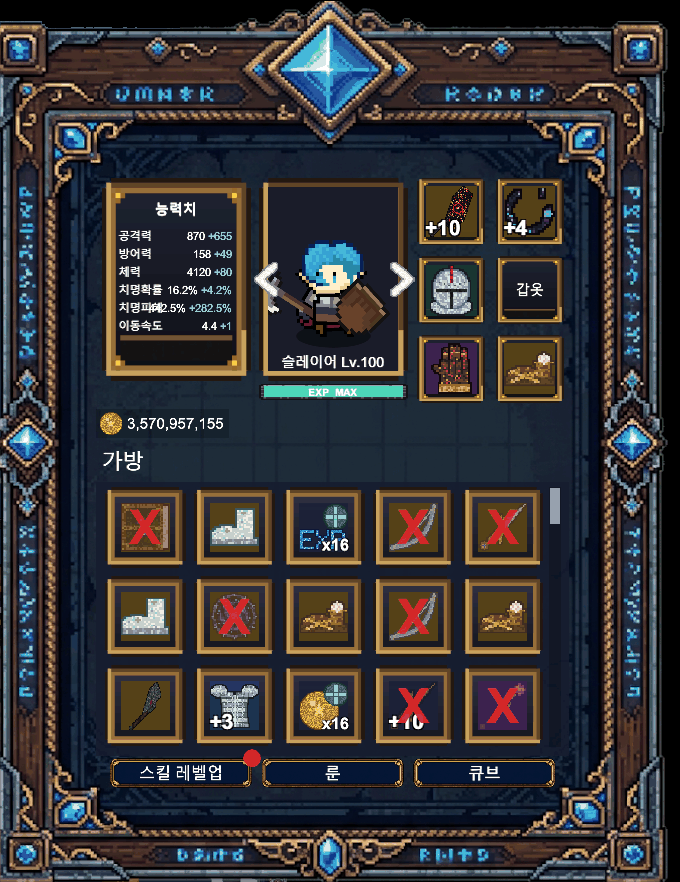 능력치
공격력 870 +655
방어력 158 +49
체력 4120 +80
치명확률 16.2% +4.2%
치명피해 2.5% +282.5%
이동속도 4.4 +1
슬레이어 Lv.100
EXP MAX
+10
+4
갑옷
3,570,957,155
가방
EXP x16
+3
x16
+10
스킬 레벨업
룬
큐브